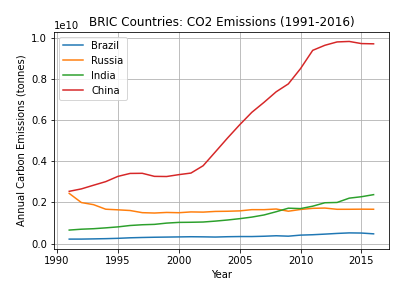 BRIC Countries: CO2 Emissions (1991-2016)
1e10
Brazil
Russia
India
China
Annual Carbon Emissions (tonnes)
1.0
0.8
0.6
0.4
0.2
0.0
1990 1995 2000 2005 2010 2015
Year